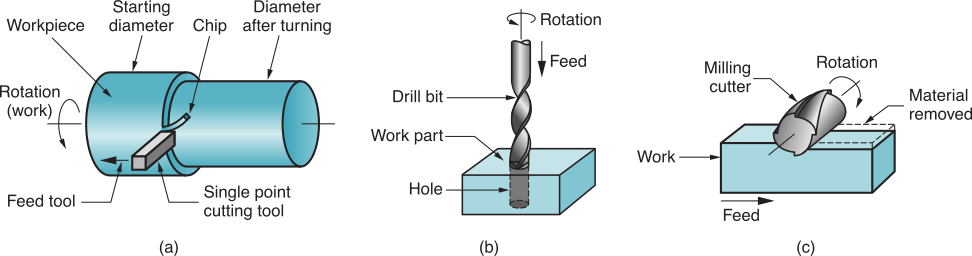 Workpiece
Starting
diameter
Chip
Diameter
after turning
Rotation
(work)
Feed tool
Single point
cutting tool
(a)
Rotation
Feed
Drill bit
Work part
Hole
(b)
Milling
cutter
Rotation
Material
removed
Work
Feed
(c)